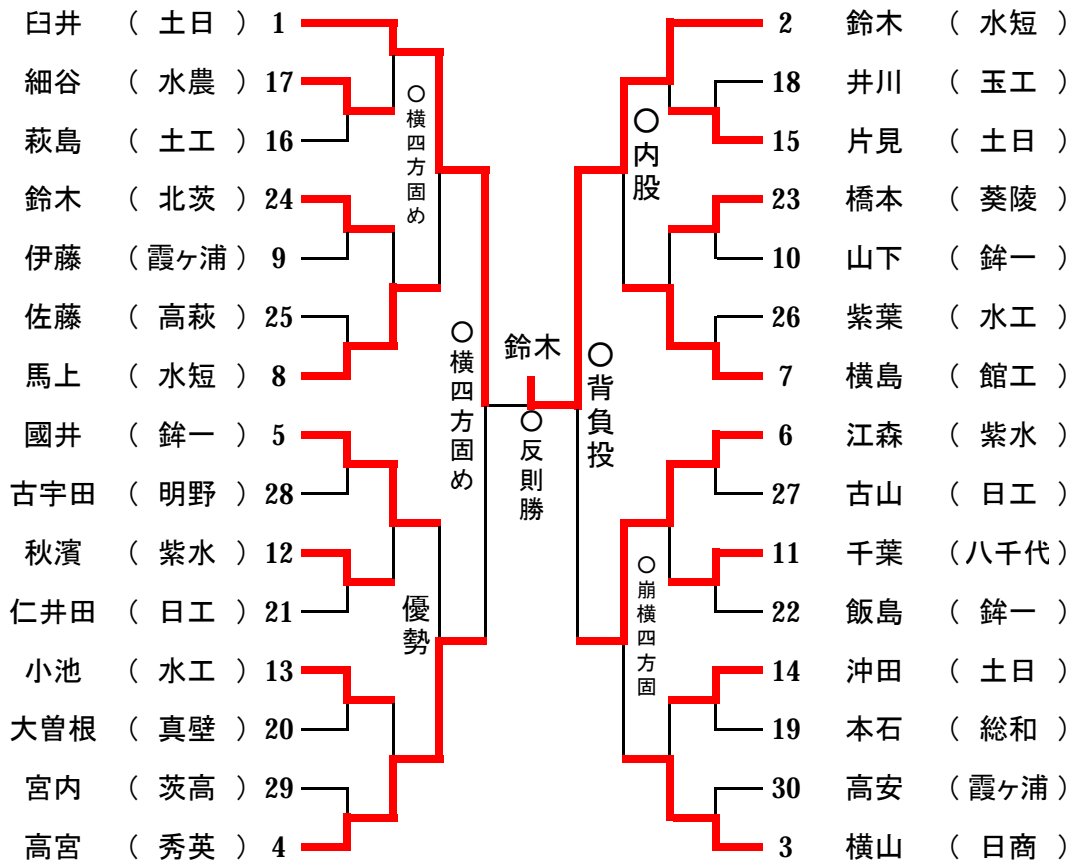 臼井 （ 土日 ） 1
細谷 （ 水農 ） 17
萩島 （ 土工 ） 16
鈴木 （ 北茨 ） 24
伊藤 （ 霞ヶ浦 ） 9
佐藤 （ 高萩 ） 25
馬上 （ 水短 ） 8
國井 （ 鉾一 ） 5
古宇田 （ 明野 ） 28
秋濱 （ 紫水 ） 12
仁井田 （ 日工 ） 21
小池 （ 水工 ） 13
大曽根 （ 真壁 ） 20
宮内 （ 茨高 ） 29
高宮 （ 秀英 ） 4
○横四方固め
優勢
○横四方固め
鈴木
○反則勝
○背負投
○内股
○崩横四方固
2 鈴木 （ 水短 ）
18 井川 （ 玉工 ）
15 片見 （ 土日 ）
23 橋本 （ 葵陵 ）
10 山下 （ 鉾一 ）
26 紫葉 （ 水工 ）
7 横島 （ 館工 ）
6 江森 （ 紫水 ）
27 古山 （ 日工 ）
11 千葉 （ 八千代 ）
22 飯島 （ 鉾一 ）
14 沖田 （ 土日 ）
19 本石 （ 総和 ）
30 高安 （ 霞ヶ浦 ）
3 横山 （ 日商 ）